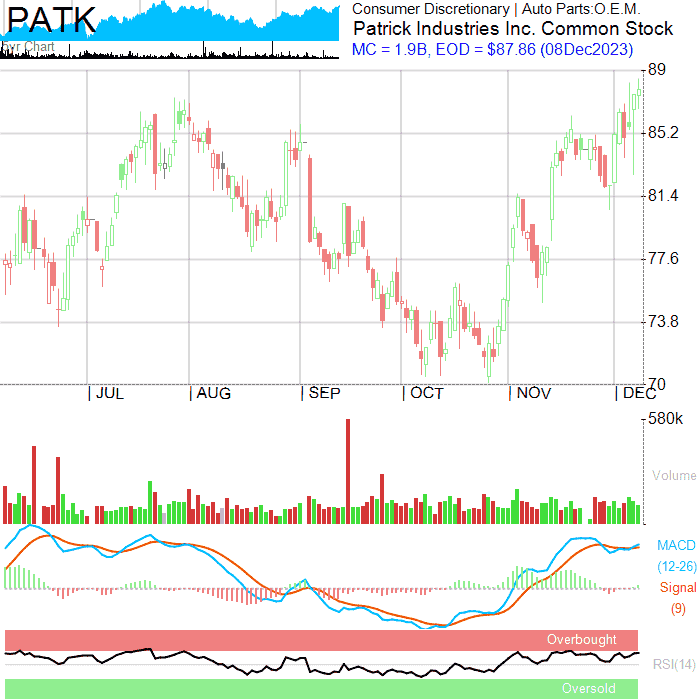 PATK
Consumer Discretionary | Auto Parts:O.E.M.
Patrick Industries Inc. Common Stock
MC = 1.9B, EOD = $87.86 (08Dec2023)
Chart
89
85.2
81.4
77.6
73.8
70
JUL AUG SEP OCT NOV DEC
580k
Volume
MACD
(12-26)
Signal
(9)
Overbought
RSI(14)
Oversold